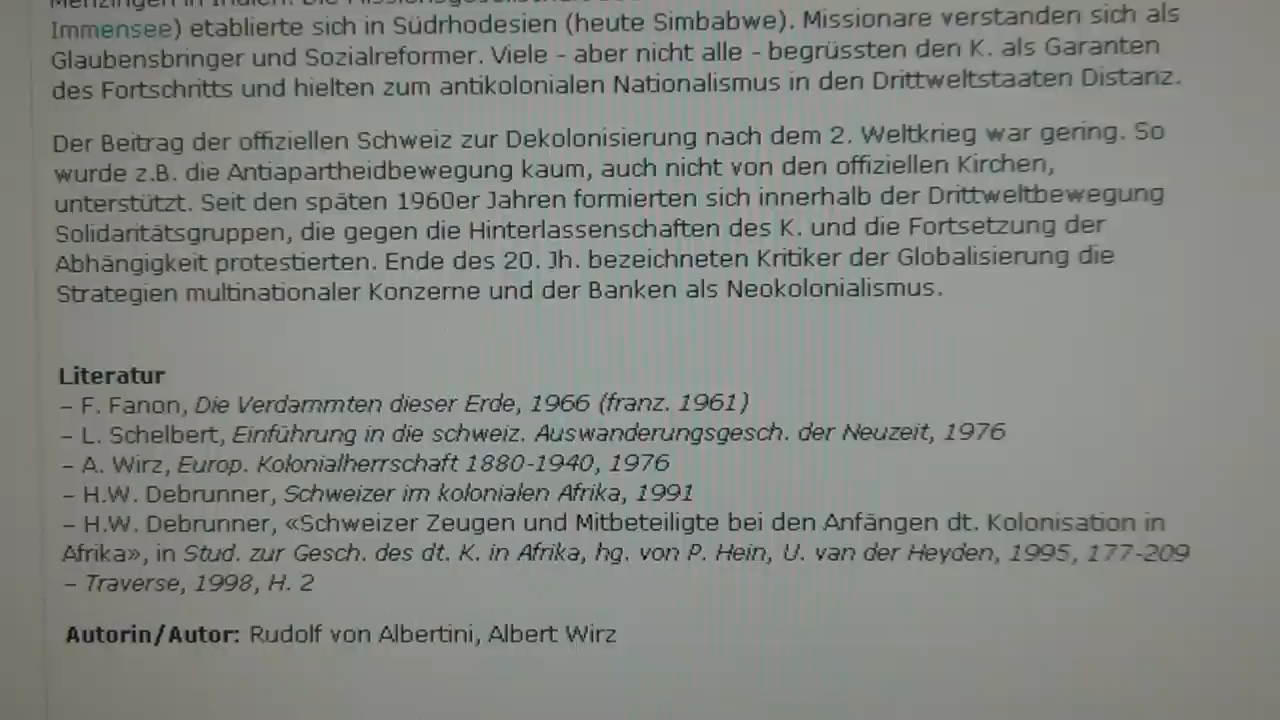 Menzingen in Indien. Die
Immensee) etablierte sich in Südrhodesien (heute Simbabwe). Missionare verstanden sich als
Glaubensbringer und Sozialreformer. Viele - aber nicht alle - begrüssten den K. als Garanten
des Fortschritts und hielten zum antikolonialen Nationalismus in den Drittweltstaaten Distanz.
Der Beitrag der offiziellen Schweiz zur Dekolonisierung nach dem 2. Weltkrieg war gering. So
wurde z.B. die Antiapartheidbewegung kaum, auch nicht von den offiziellen Kirchen,
unterstützt. Seit den späten 1960er Jahren formierten sich innerhalb der Drittweltbewegung
Solidaritätsgruppen, die gegen die Hinterlassenschaften des K. und die Fortsetzung der
Abhängigkeit protestierten. Ende des 20. Jh. bezeichneten Kritiker der Globalisierung die
Strategien multinationaler Konzerne und der Banken als Neokolonialismus.
Literatur
– F. Fanon, Die Verdammten dieser Erde, 1966 (franz. 1961)
– L. Schelbert, Einführung in die schweiz. Auswanderungsgesch. der Neuzeit, 1976
– A. Wirz, Europ. Kolonialherrschaft 1880-1940, 1976
– H.W. Debrunner, Schweizer im kolonialen Afrika, 1991
– H.W. Debrunner, «Schweizer Zeugen und Mitbeteiligte bei den Anfängen dt. Kolonisation in
Afrika», in Stud. zur Gesch. des dt. K. in Afrika, hg. von P. Hein, U. van der Heyden, 1995, 177-209
– Traverse, 1998, H. 2
Autorin/Autor: Rudolf von Albertini, Albert Wirz